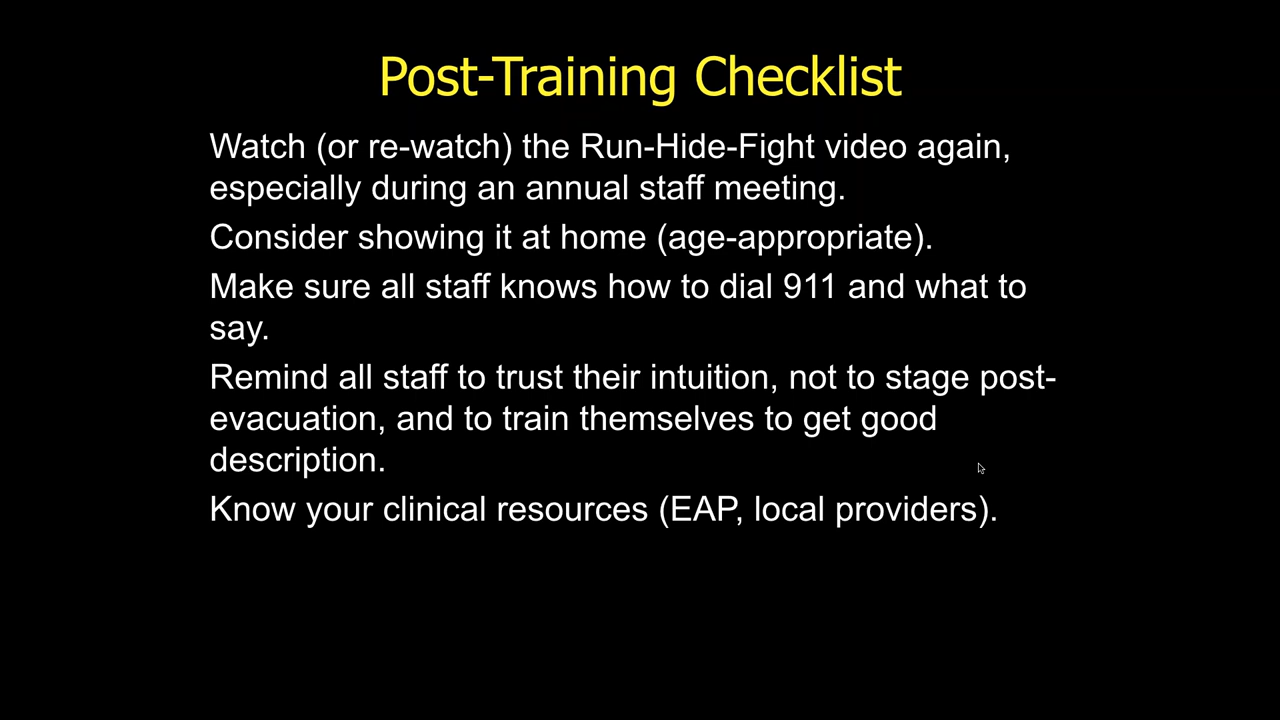 Post-Training Checklist
Watch (or re-watch) the Run-Hide-Fight video again,
especially during an annual staff meeting.
Consider showing it at home (age-appropriate).
Make sure all staff knows how to dial 911 and what to
say.
Remind all staff to trust their intuition, not to stage post-
evacuation, and to train themselves to get good
description.
Know your clinical resources (EAP, local providers).